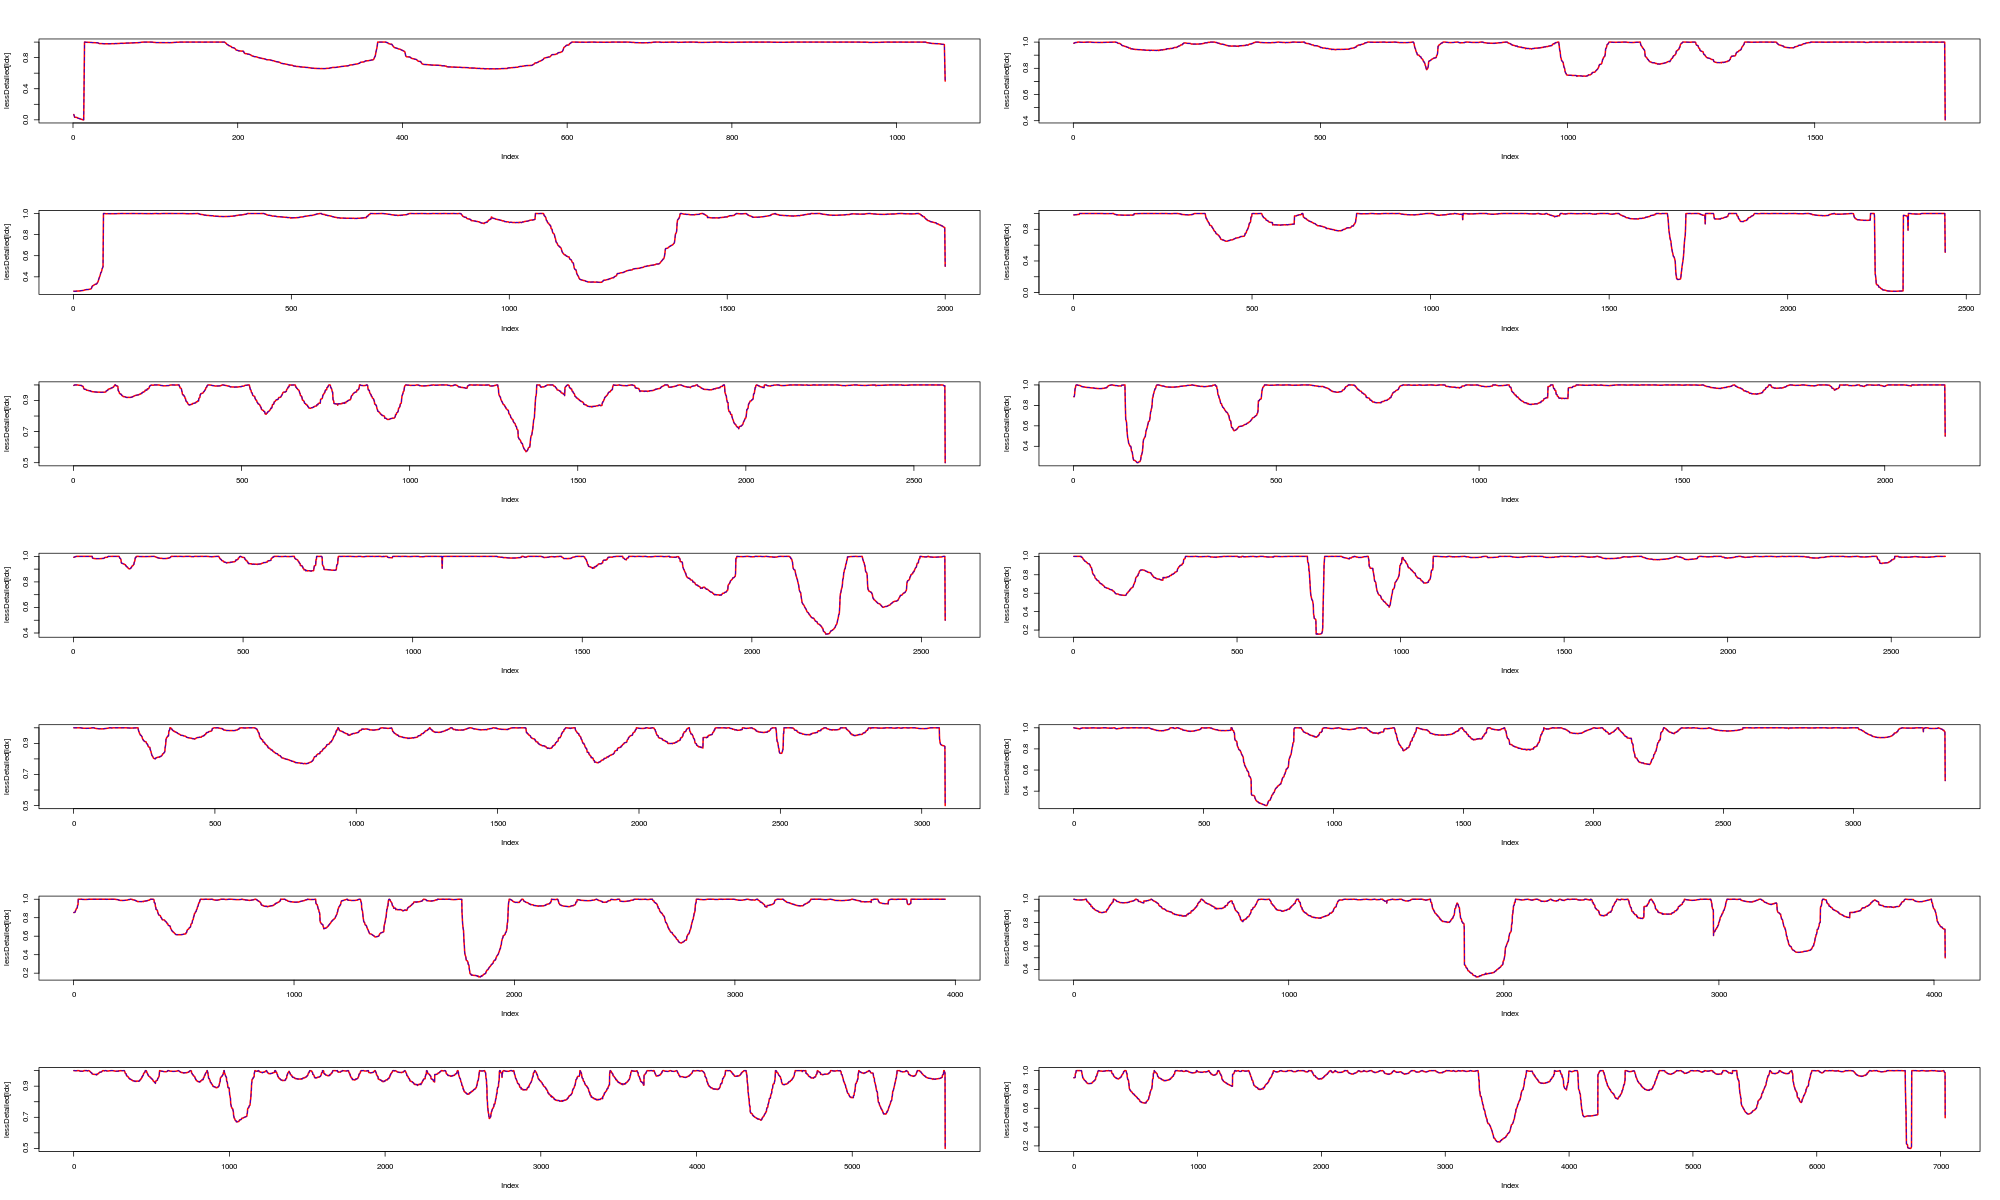 lessDetailed[idx]
0.0 0.4 0.8
0 200 400 600 800 1000
Index
lessDetailed[idx]
0.4 0.6 0.8 1.0
0 500 1000 1500
Index
lessDetailed[idx]
0.4 0.6 0.8 1.0
0 500 1000 1500 2000
Index
lessDetailed[idx]
0.0 0.4 0.8
0 500 1000 1500 2000 2500
Index
lessDetailed[idx]
0.5 0.7 0.9
0 500 1000 1500 2000 2500
Index
lessDetailed[idx]
0.4 0.6 0.8 1.0
0 500 1000 1500 2000
Index
lessDetailed[idx]
0.4 0.6 0.8 1.0
0 500 1000 1500 2000 2500
Index
lessDetailed[idx]
0.2 0.4 0.6 0.8 1.0
0 500 1000 1500 2000 2500
Index
lessDetailed[idx]
0.5 0.7 0.9
0 500 1000 1500 2000 2500 3000
Index
lessDetailed[idx]
0.4 0.6 0.8 1.0
0 500 1000 1500 2000 2500 3000
Index
lessDetailed[idx]
0.2 0.4 0.6 0.8 1.0
0 1000 2000 3000 4000
Index
lessDetailed[idx]
0.4 0.6 0.8 1.0
0 1000 2000 3000 4000
Index
lessDetailed[idx]
0.5 0.7 0.9
0 1000 2000 3000 4000 5000
Index
lessDetailed[idx]
0.2 0.4 0.6 0.8 1.0
0 1000 2000 3000 4000 5000 6000 7000
Index